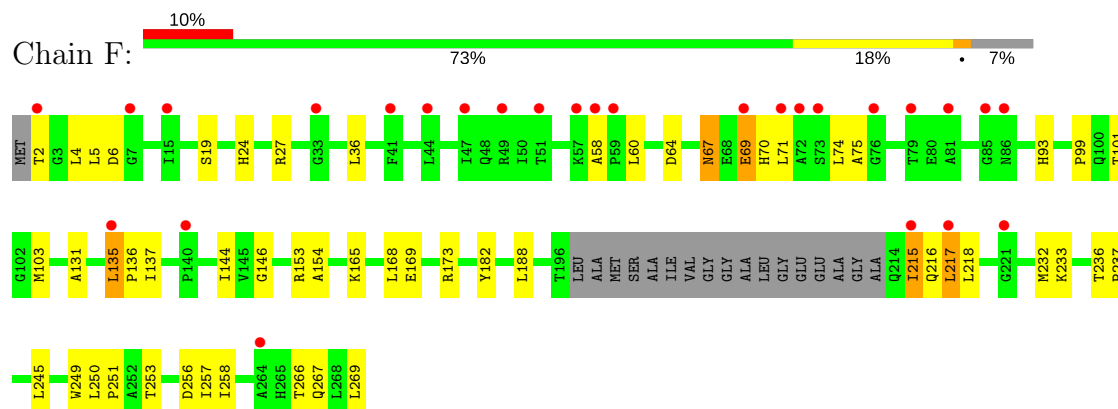 10%
Chain F:
73% 18% • 7%
MET T2 G3 L4 L5 D6 G7 I15 S19 H24 R27 G33 L36 F41 L44 I47 Q48 R49 I50 T51 K57 A58 P59 L60 D64 N67 E68 E69 H70 L71 A72 S73 L74 A75 G76 T79 E80 A81 G85 N86 H93 P99 Q100 T101
G102 M103 A131 L135 P136 I137 P140 I144 V145 G146 R153 A154 K165 L168 E169 R173 Y182 L188 T196 LEU ALA MET SER ALA ILE VAL GLY GLY ALA LEU GLY GLU GLU ALA GLY ALA Q214 I215 Q216 L217 L218 G221 M232 K233 T236
L245 W249 L250 P251 A252 T253 D256 I257 I258 A264 H265 T266 Q267 L268 L269